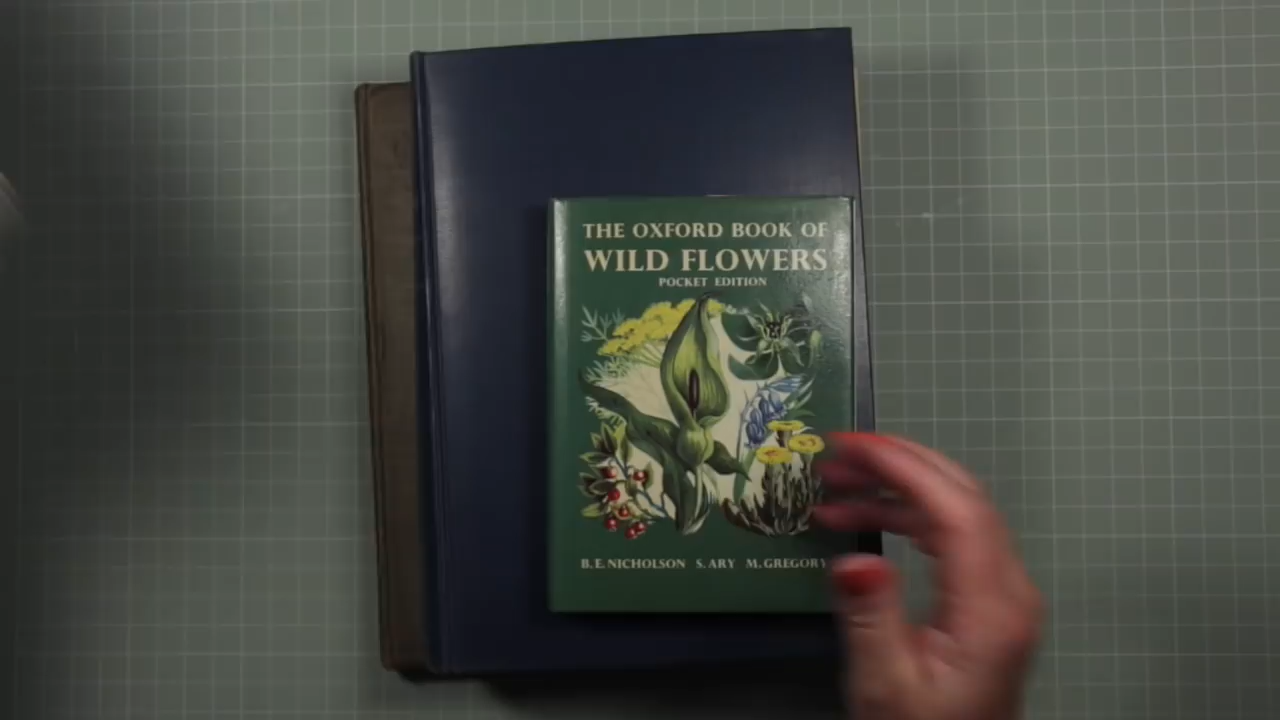 THE OXFORD BOOK OF
WILD FLOWERS
POCKET EDITION
B. E. NICHOLSON S. ARY M. GREGORY